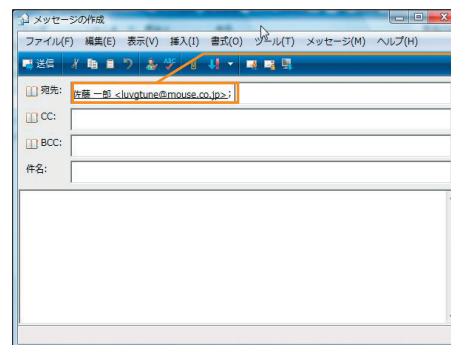 メッセージの作成
ファイル(F) 編集(E) 表示(V) 挿入(I) 書式(O) ツール(T) メッセージ(M) ヘルプ(H)
送信
宛先: 佐藤 一郎 <luvgtune@mouse.co.jp>;
CC:
BCC:
件名: